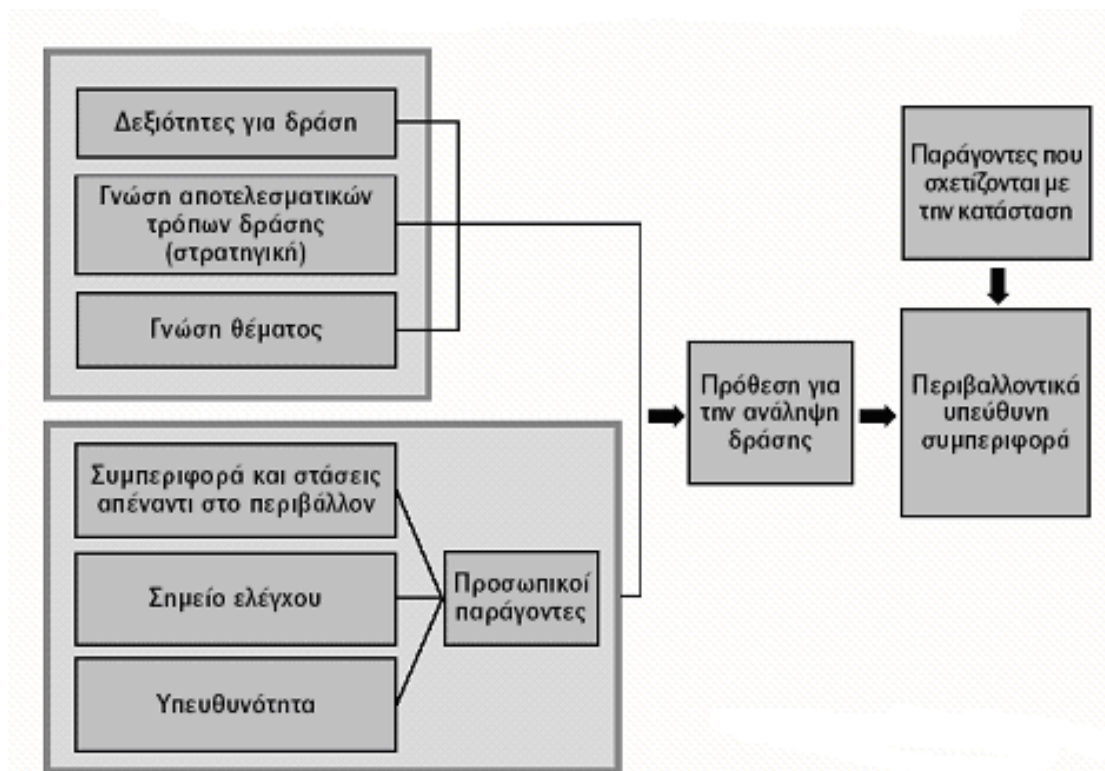 Δεξιότητες για δράση
Γνώση αποτελεσματικών
τρόπων δράσης
(στρατηγική)
Γνώση θέματος
Συμπεριφορά και στάσεις
απέναντι στο περιβάλλον
Σημείο ελέγχου
Υπευθυνότητα
Προσωπικοί
παράγοντες
Πρόθεση για
την ανάληψη
δράσης
Παράγοντες που
σχετίζονται με
την κατάσταση
Περιβαλλοντικά
υπεύθυνη
συμπεριφορά